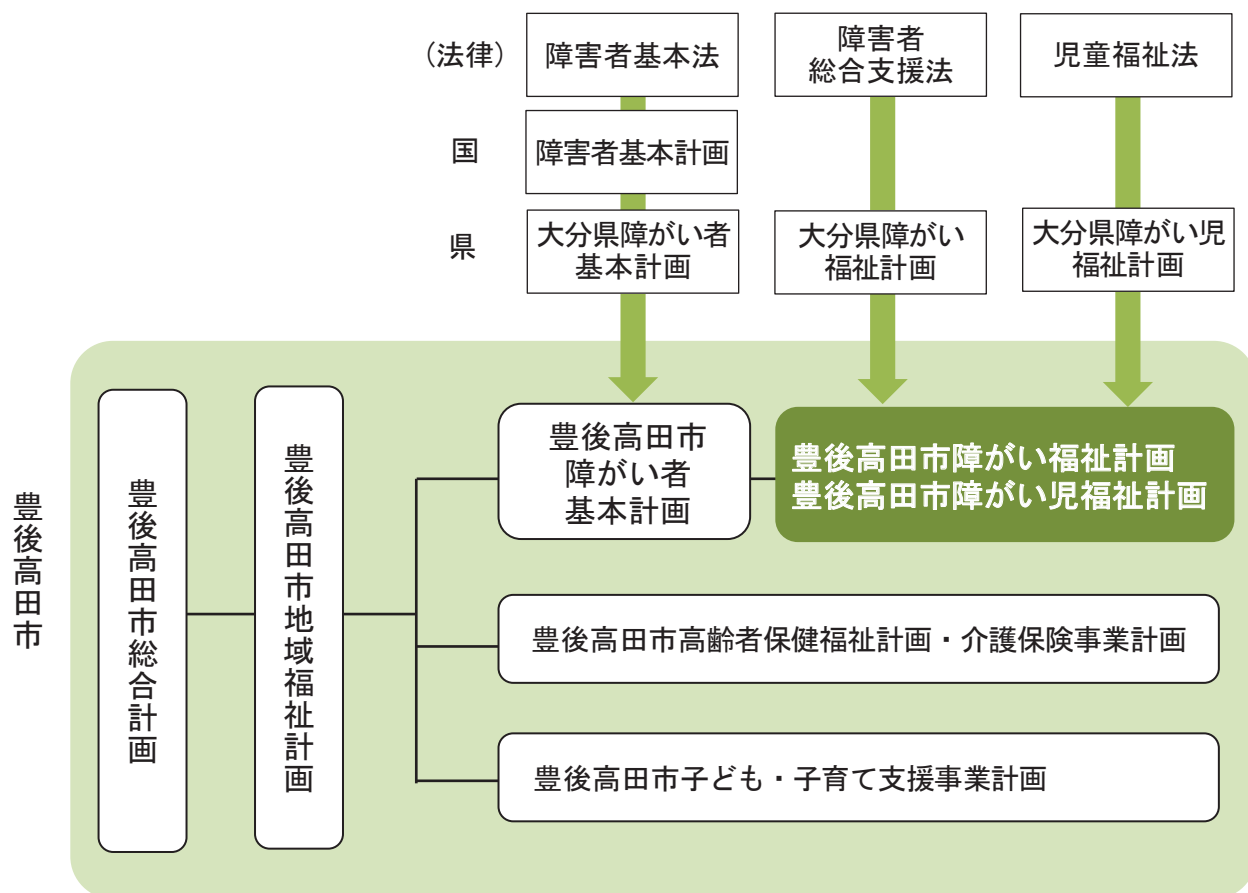 (法律)
障害者基本法
障害者
総合支援法
児童福祉法
国
障害者基本計画
県
大分県障がい者
基本計画
大分県障がい
福祉計画
大分県障がい児
福祉計画
豊後高田市
豊後高田市総合計画
豊後高田市地域福祉計画
豊後高田市
障がい者
基本計画
豊後高田市障がい福祉計画
豊後高田市障がい児福祉計画
豊後高田市高齢者保健福祉計画・介護保険事業計画
豊後高田市子ども・子育て支援事業計画